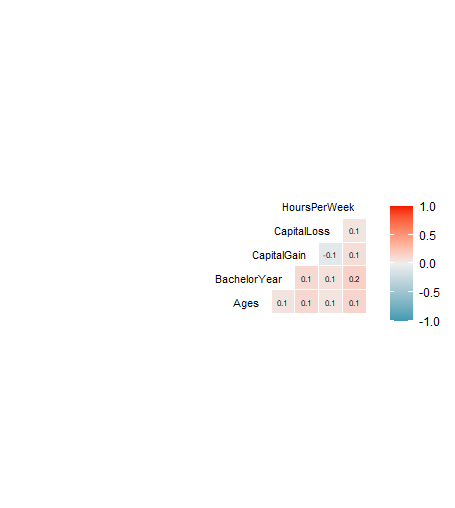 HoursPerWeek
CapitalLoss 0.1
CapitalGain -0.1 0.1
BachelorYear 0.1 0.1 0.2
Ages 0.1 0.1 0.1 0.1
1.0
0.5
0.0
-0.5
-1.0